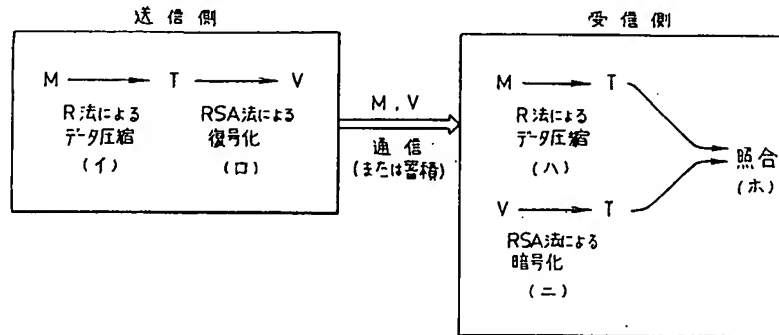 送信側
M → T → V
R法による
データ圧縮
(イ)
RSA法による
復号化
(ロ)
M, V
通信
(または蓄積)
受信側
M → T
R法による
データ圧縮
(ハ)
V → T
RSA法による
暗号化
(ニ)
照合
(ホ)